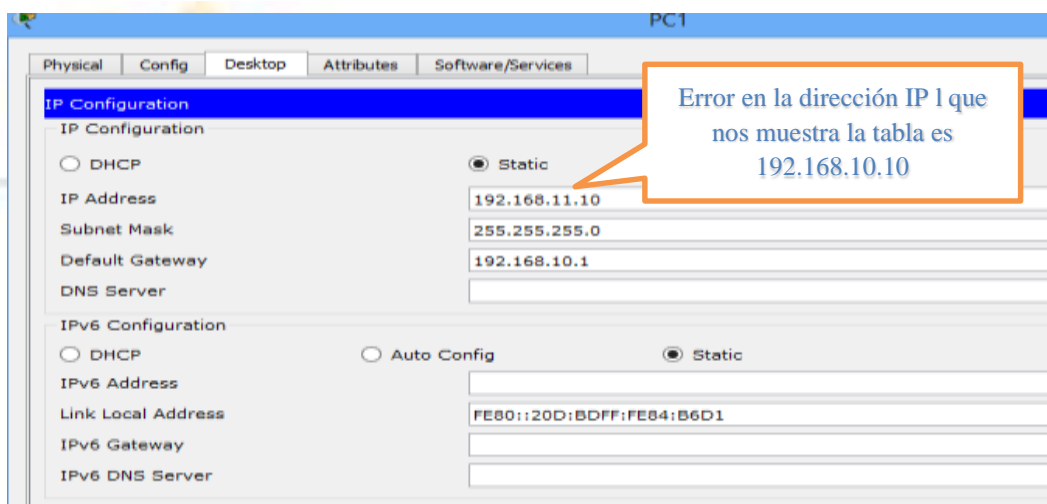 PC1
Physical Config Desktop Attributes Software/Services
IP Configuration
IP Configuration
DHCP Static
IP Address 192.168.11.10
Subnet Mask 255.255.255.0
Default Gateway 192.168.10.1
DNS Server
IPv6 Configuration
DHCP Auto Config Static
IPv6 Address
Link Local Address FE80::20D:BDFF:FE84:B6D1
IPv6 Gateway
IPv6 DNS Server
Error en la dirección IP l que
nos muestra la tabla es
192.168.10.10